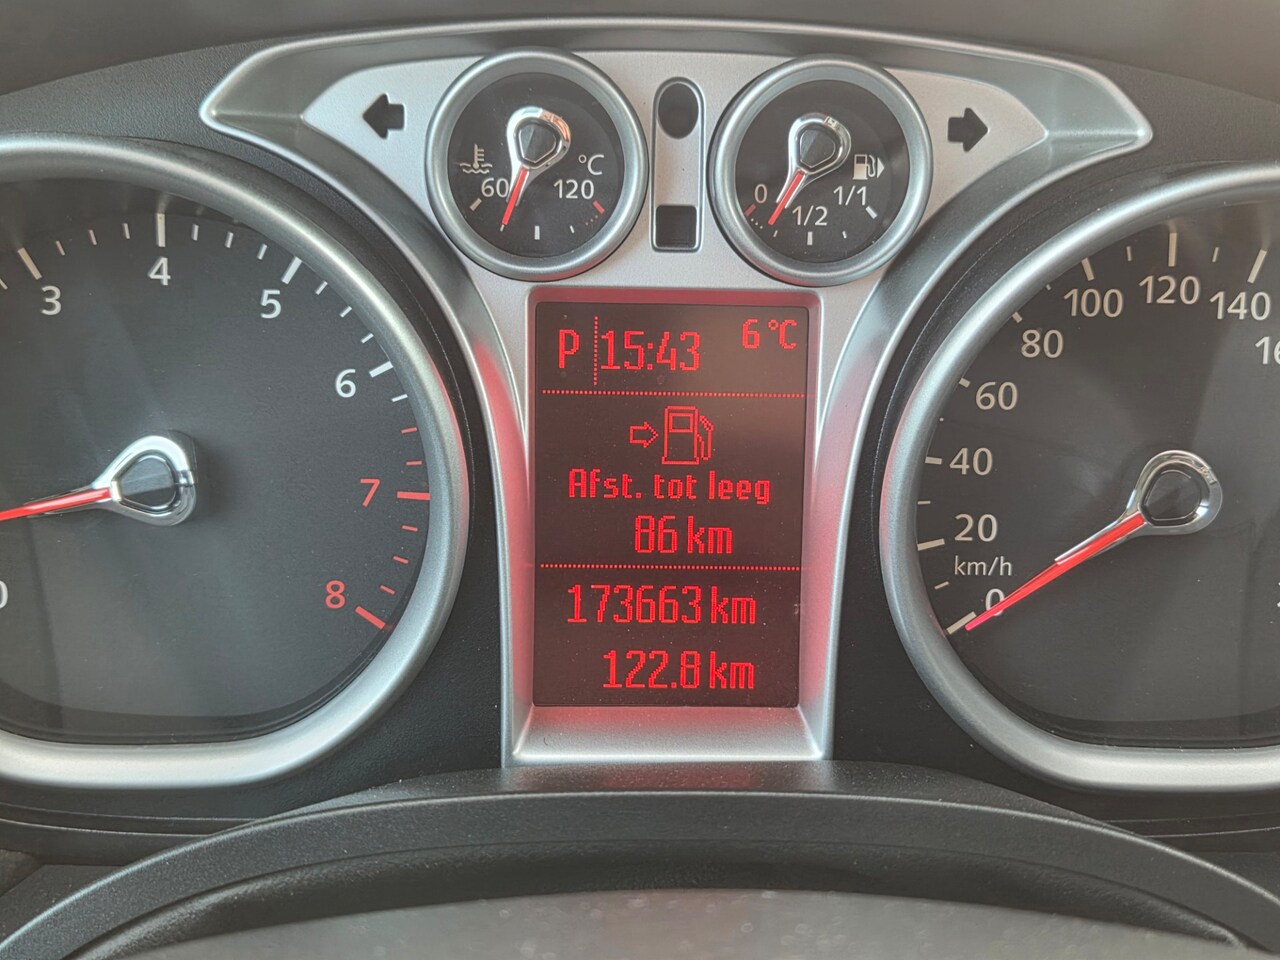 60 120 °C
0 1/2 1/1
3 4 5 6 7 8
0
P 15:43 6 °C
Afst. tot leeg
86 km
173663 km
122.8 km
0 20 40 60 80 100 120 140
km/h